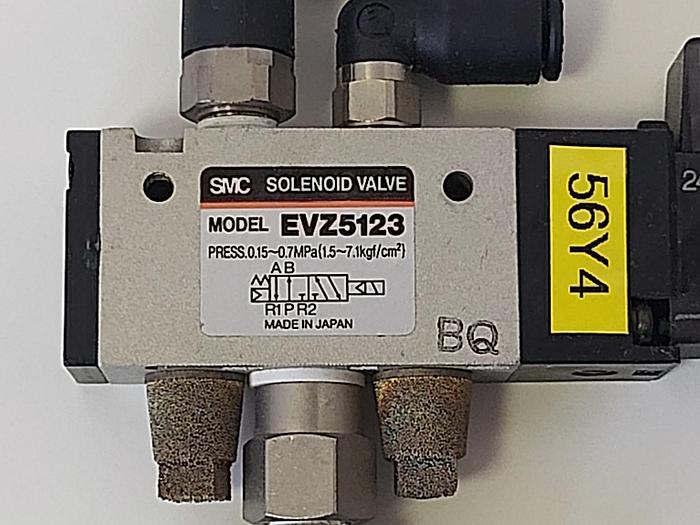 SMC SOLENOID VALVE
MODEL EVZ5123
PRESS.0.15~0.7MPa(1.5~7.1kgf/cm²)
A B
R1 P R2
MADE IN JAPAN
BQ
56Y4
24